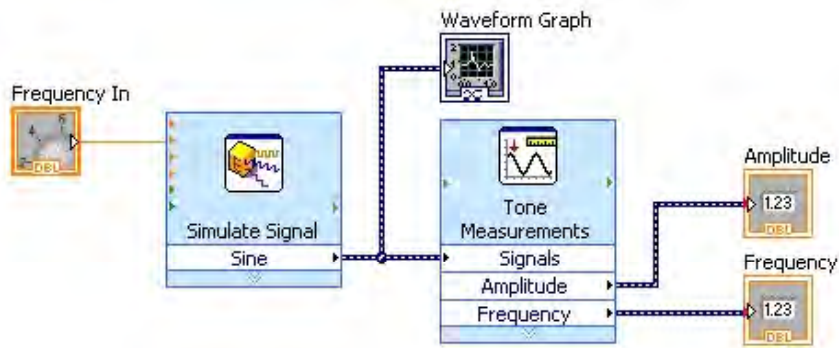 Waveform Graph
Frequency In
DBL
Simulate Signal
Sine
Tone
Measurements
Signals
Amplitude
Frequency
Amplitude
1.23
DBL
Frequency
1.23
DBL